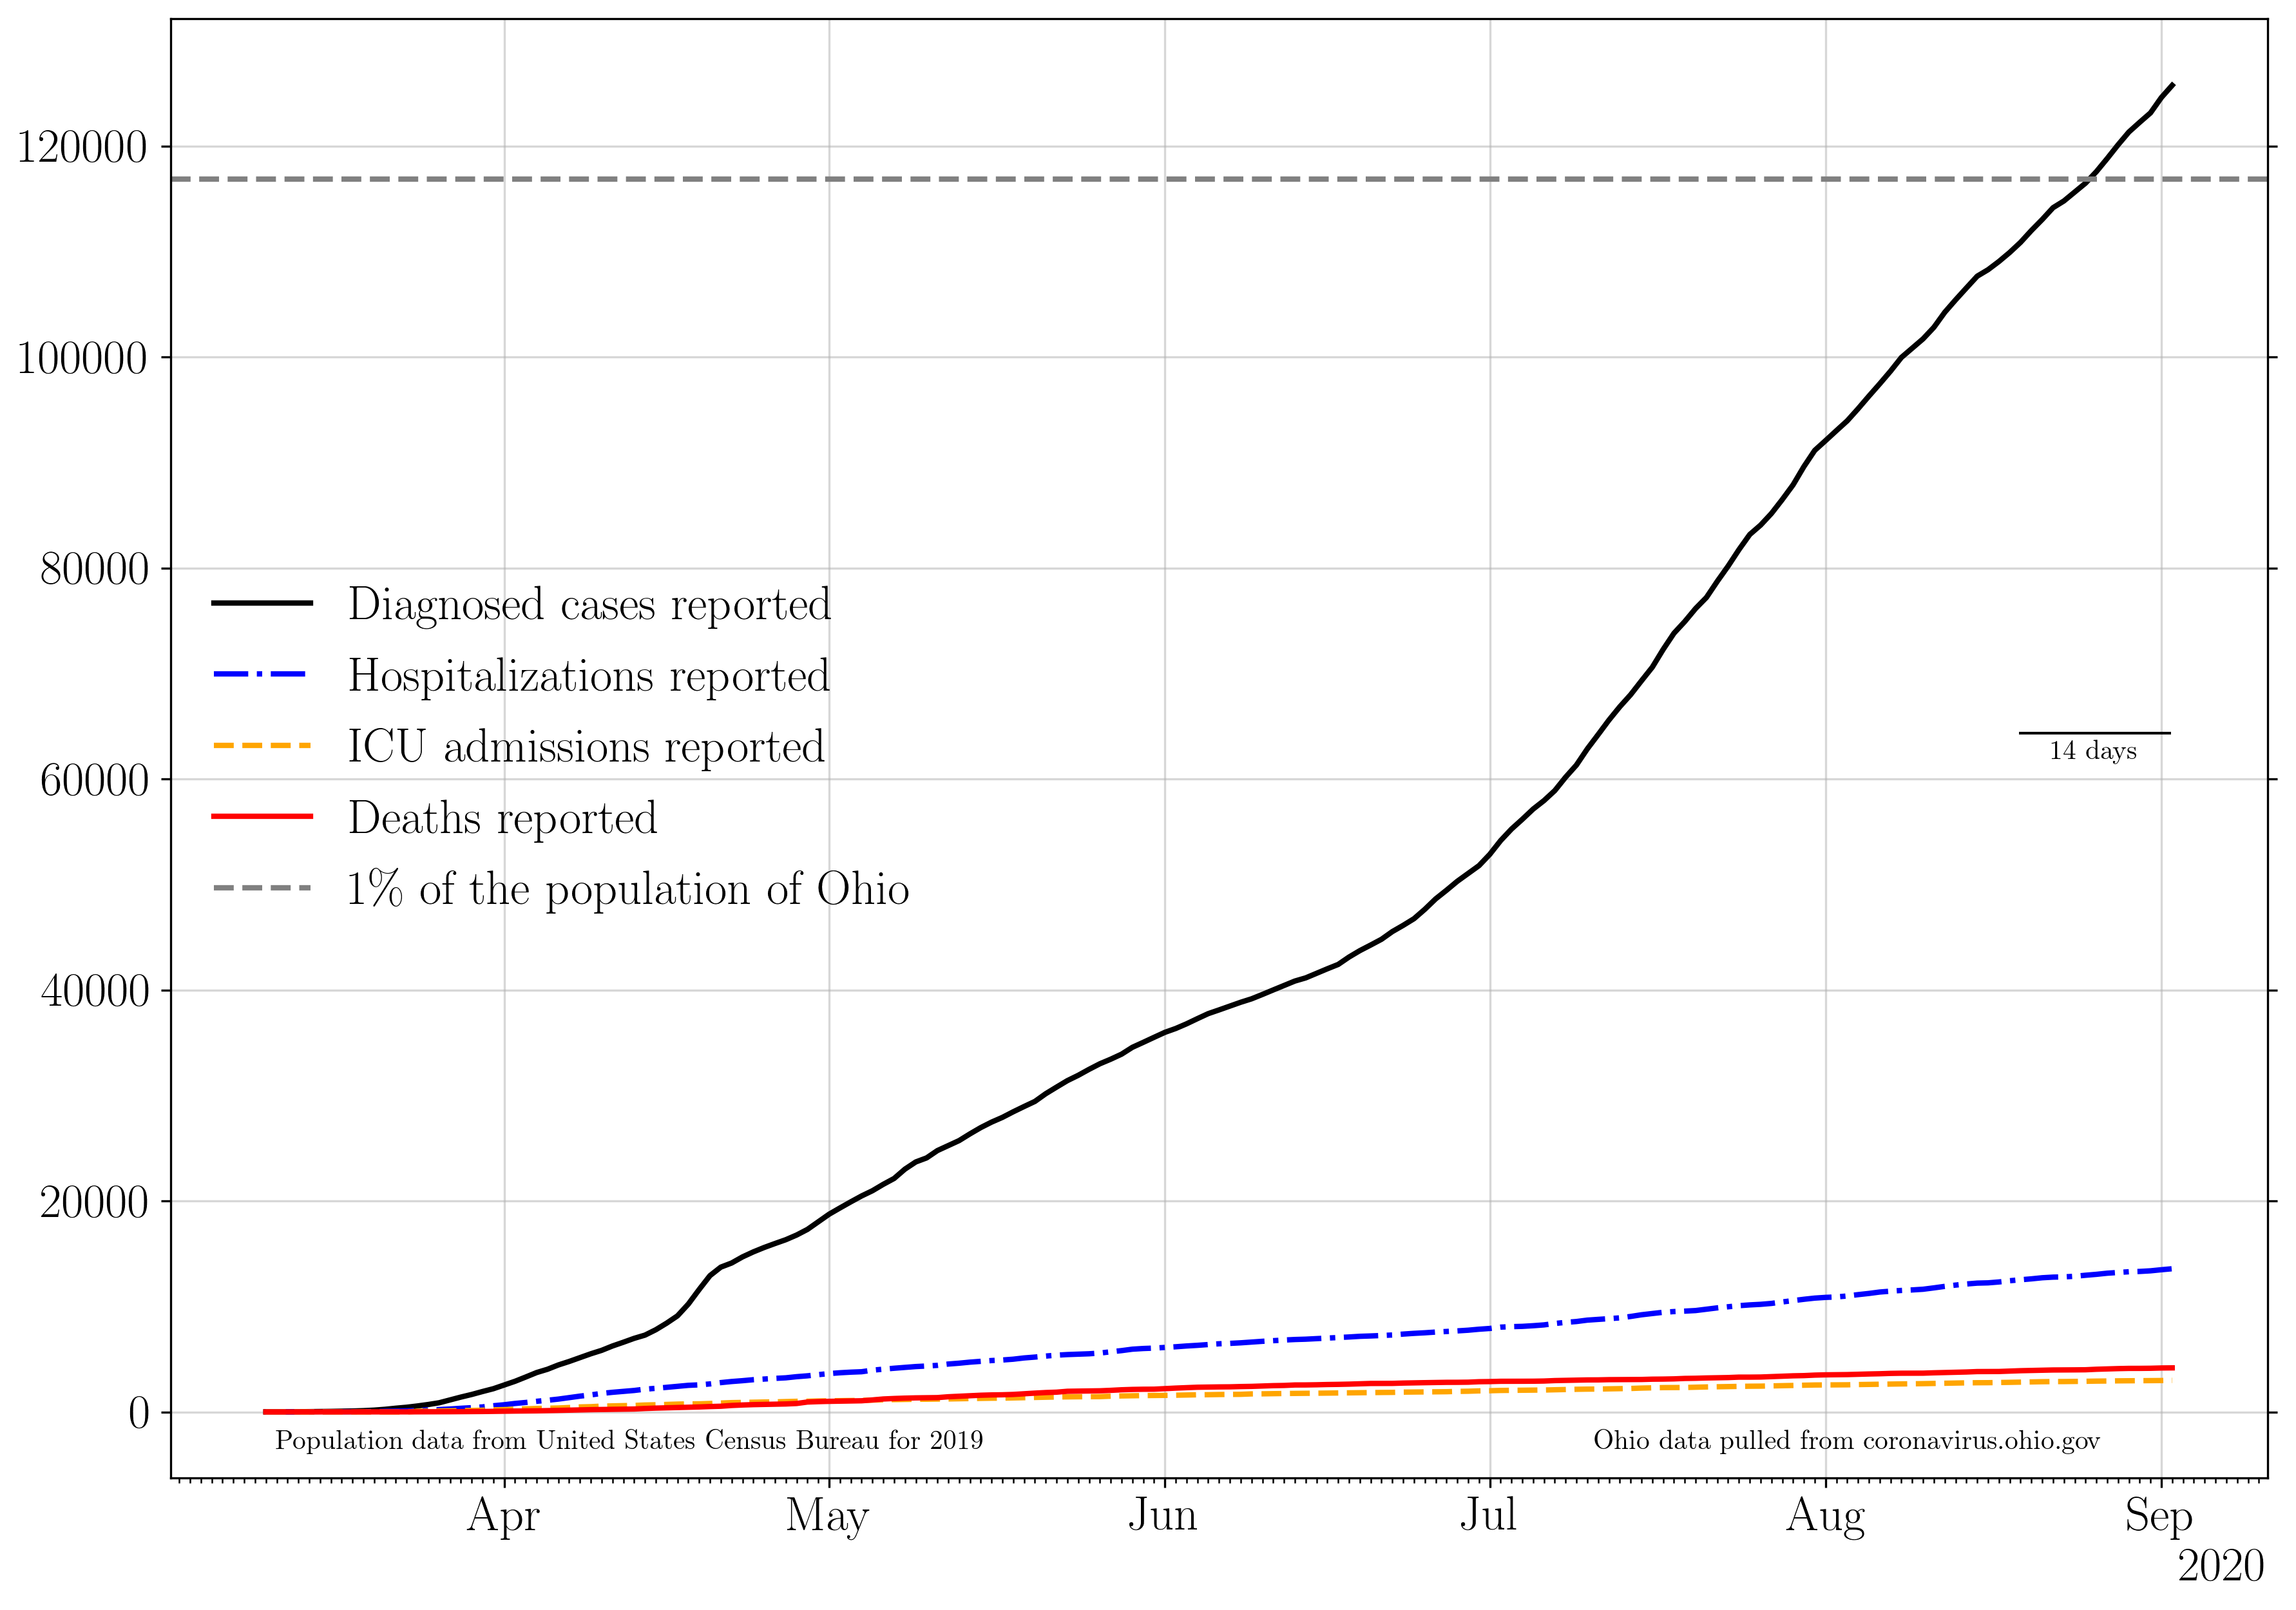 120000
100000
80000
60000
40000
20000
0
Diagnosed cases reported
Hospitalizations reported
ICU admissions reported
Deaths reported
1% of the population of Ohio
14 days
Population data from United States Census Bureau for 2019
Ohio data pulled from coronavirus.ohio.gov
Apr May Jun Jul Aug Sep
2020